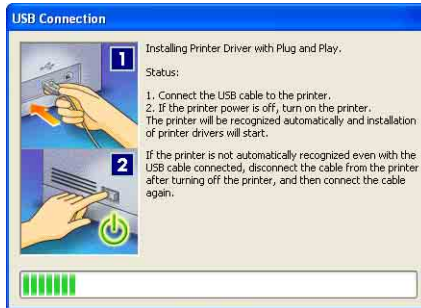 USB Connection
1
Installing Printer Driver with Plug and Play.
Status:
1. Connect the USB cable to the printer.
2. If the printer power is off, turn on the printer.
The printer will be recognized automatically and installation
of printer drivers will start.
2
If the printer is not automatically recognized even with the
USB cable connected, disconnect the cable from the printer
after turning off the printer, and then connect the cable
again.